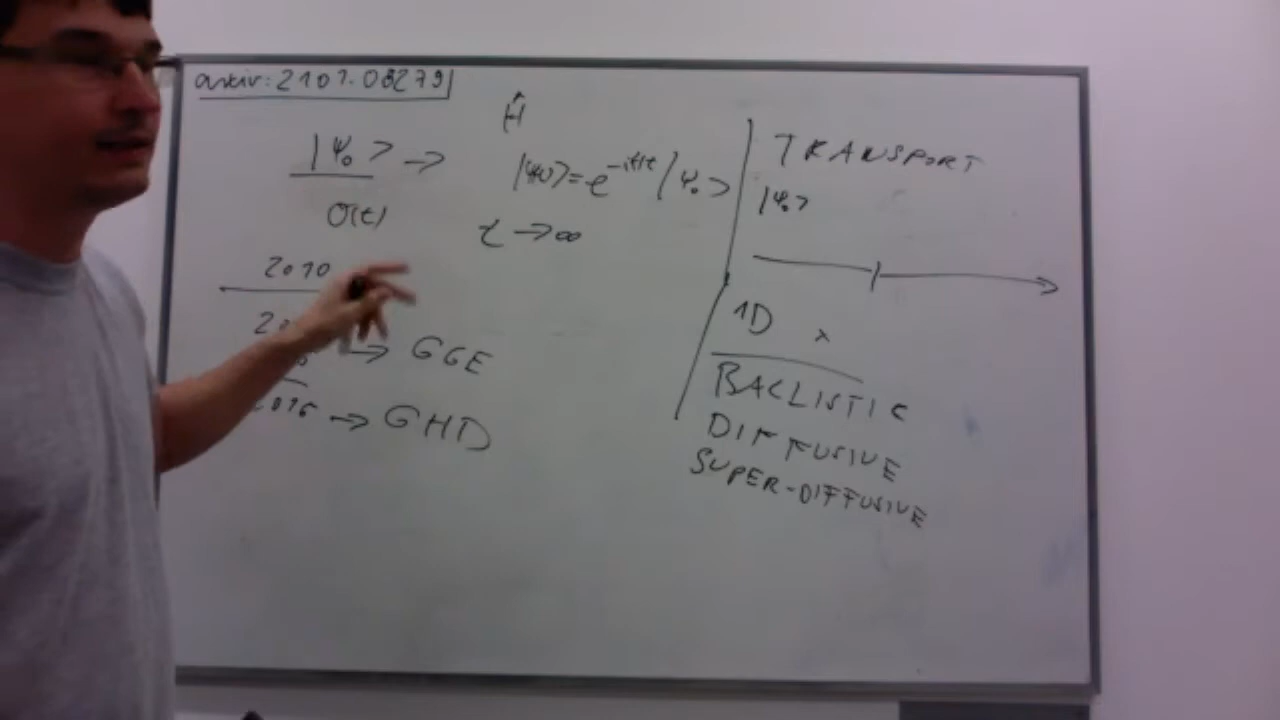 arxiv: 2107.08279
Ĥ
|Ψ₀> →
|Ψ(t)>=e^-iĤt |Ψ₀>
O(t)
t → ∞
2010
→ GGE
2016 → GHD
TRANSPORT
|Ψ₀>
1D x
BALLISTIC
DIFFUSIVE
SUPER-DIFFUSIVE